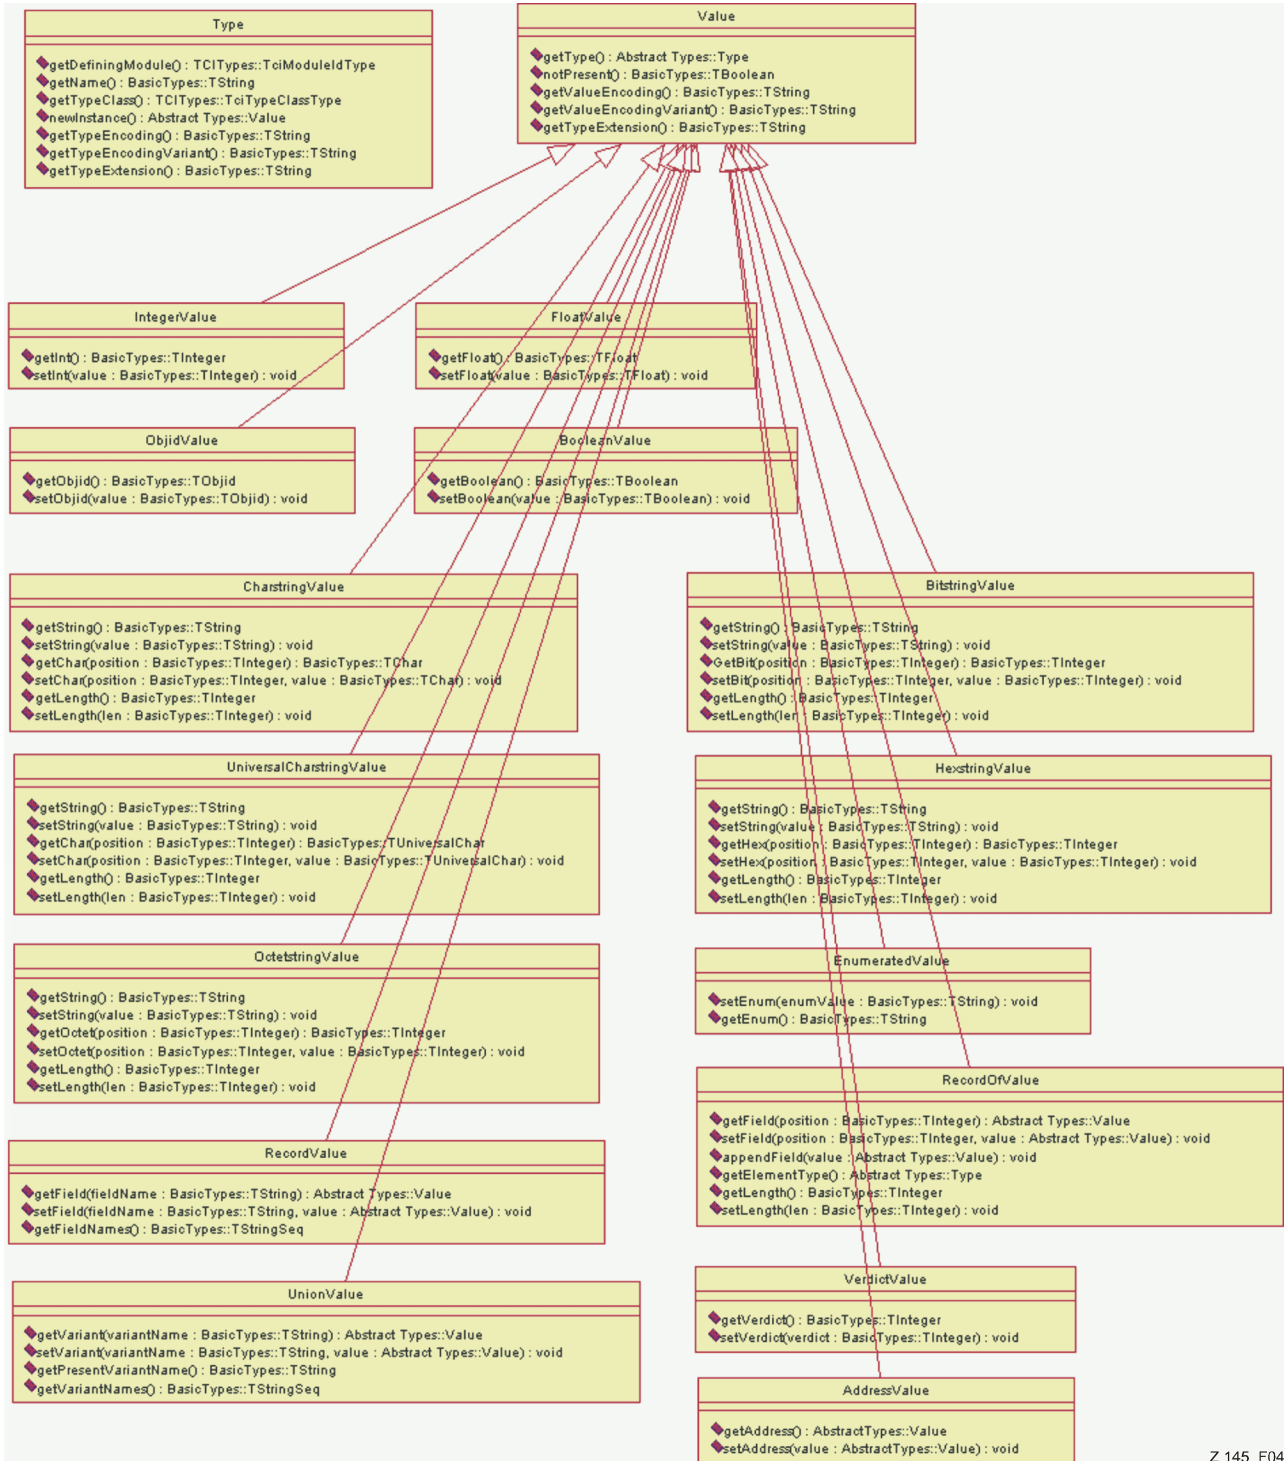 Type
getDefiningModule() : TCITypes::TciModuleIdType
getName() : BasicTypes::TString
getTypeClass() : TCITypes::TciTypeClassType
newInstance() : Abstract Types::Value
getTypeEncoding() : BasicTypes::TString
getTypeEncodingVariant() : BasicTypes::TString
getTypeExtension() : BasicTypes::TString
Value
getType() : Abstract Types::Type
notPresent() : BasicTypes::TBoolean
getValueEncoding() : BasicTypes::TString
getValueEncodingVariant() : BasicTypes::TString
getTypeExtension() : BasicTypes::TString
IntegerValue
getInt() : BasicTypes::TInteger
setInt(value : BasicTypes::TInteger) : void
FloatValue
getFloat() : BasicTypes::TFloat
setFloat(value : BasicTypes::TFloat) : void
ObjidValue
getObjid() : BasicTypes::TObjid
setObjid(value : BasicTypes::TObjid) : void
BooleanValue
getBoolean() : BasicTypes::TBoolean
setBoolean(value : BasicTypes::TBoolean) : void
CharstringValue
getString() : BasicTypes::TString
setString(value : BasicTypes::TString) : void
getChar(position : BasicTypes::TInteger) : BasicTypes::TChar
setChar(position : BasicTypes::TInteger, value : BasicTypes::TChar) : void
getLength() : BasicTypes::TInteger
setLength(len : BasicTypes::TInteger) : void
BitstringValue
getString() : BasicTypes::TString
setString(value : BasicTypes::TString) : void
GetBit(position : BasicTypes::TInteger) : BasicTypes::TInteger
setBit(position : BasicTypes::TInteger, value : BasicTypes::TInteger) : void
getLength() : BasicTypes::TInteger
setLength(len : BasicTypes::TInteger) : void
UniversalCharstringValue
getString() : BasicTypes::TString
setString(value : BasicTypes::TString) : void
getChar(position : BasicTypes::TInteger) : BasicTypes::TUniversalChar
setChar(position : BasicTypes::TInteger, value : BasicTypes::TUniversalChar) : void
getLength() : BasicTypes::TInteger
setLength(len : BasicTypes::TInteger) : void
HexstringValue
getString() : BasicTypes::TString
setString(value : BasicTypes::TString) : void
getHex(position : BasicTypes::TInteger) : BasicTypes::TInteger
setHex(position : BasicTypes::TInteger, value : BasicTypes::TInteger) : void
getLength() : BasicTypes::TInteger
setLength(len : BasicTypes::TInteger) : void
OctetstringValue
getString() : BasicTypes::TString
setString(value : BasicTypes::TString) : void
getOctet(position : BasicTypes::TInteger) : BasicTypes::TInteger
setOctet(position : BasicTypes::TInteger, value : BasicTypes::TInteger) : void
getLength() : BasicTypes::TInteger
setLength(len : BasicTypes::TInteger) : void
EnumeratedValue
setEnum(enumValue : BasicTypes::TString) : void
getEnum() : BasicTypes::TString
RecordOfValue
getField(position : BasicTypes::TInteger) : Abstract Types::Value
setField(position : BasicTypes::TInteger, value : Abstract Types::Value) : void
appendField(value : Abstract Types::Value) : void
getElementType() : Abstract Types::Type
getLength() : BasicTypes::TInteger
setLength(len : BasicTypes::TInteger) : void
RecordValue
getField(fieldName : BasicTypes::TString) : Abstract Types::Value
setField(fieldName : BasicTypes::TString, value : Abstract Types::Value) : void
getFieldNames() : BasicTypes::TStringSeq
VerdictValue
getVerdict() : BasicTypes::TInteger
setVerdict(verdict : BasicTypes::TInteger) : void
UnionValue
getVariant(variantName : BasicTypes::TString) : Abstract Types::Value
setVariant(variantName : BasicTypes::TString, value : Abstract Types::Value) : void
getPresentVariantName() : BasicTypes::TString
getVariantNames() : BasicTypes::TStringSeq
AddressValue
getAddress() : AbstractTypes::Value
setAddress(value : AbstractTypes::Value) : void
Z.145_F04